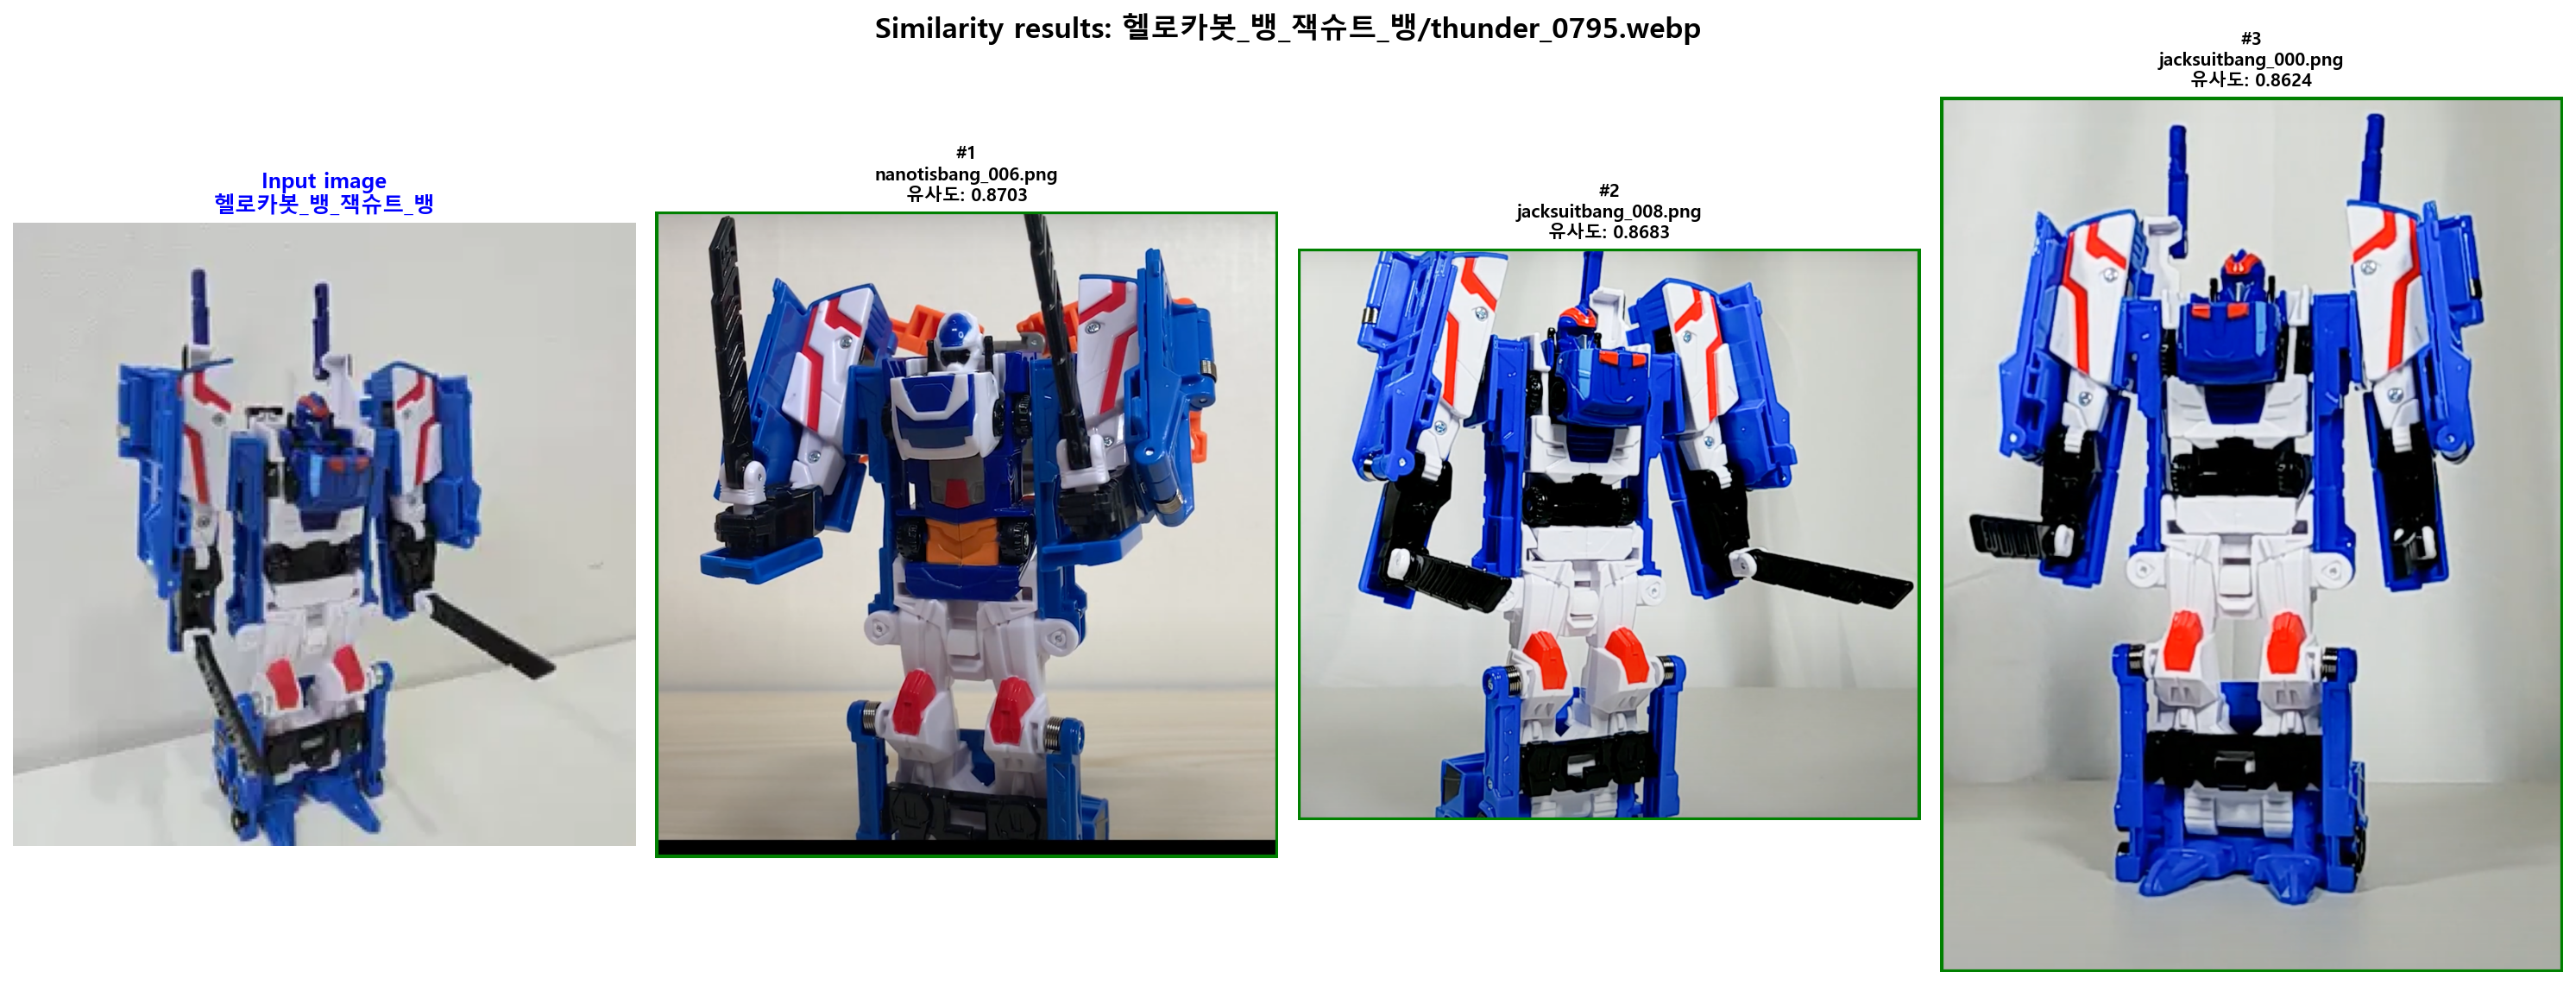 Similarity results: 헬로카봇_뱅_잭슈트_뱅/thunder_0795.webp
Input image
헬로카봇_뱅_잭슈트_뱅
#1
nanotisbang_006.png
유사도: 0.8703
#2
jacksuitbang_008.png
유사도: 0.8683
#3
jacksuitbang_000.png
유사도: 0.8624